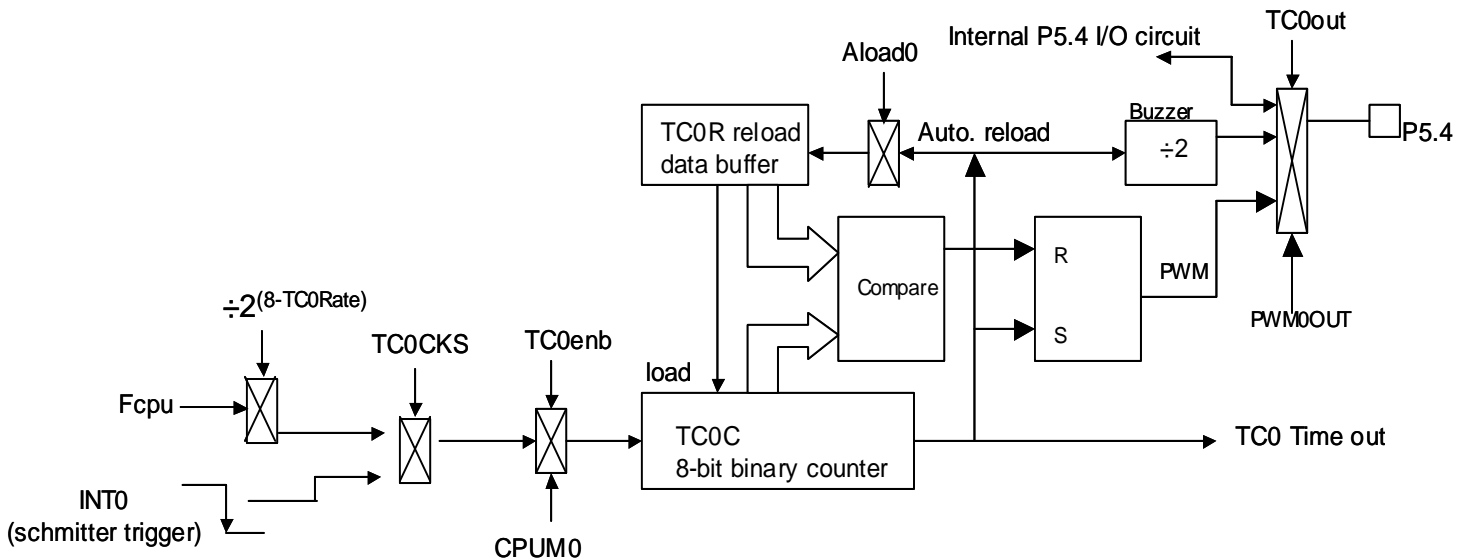 TC0out
Internal P5.4 I/O circuit
Aload0
Buzzer
TC0R reload
data buffer
Auto. reload
÷2
P5.4
R
PWM
Compare
S
PWM0OUT
÷2(8-TC0Rate)
TC0CKS
TC0enb
load
Fcpu
TC0C
8-bit binary counter
TC0 Time out
INT0
(schmitter trigger)
CPUM0